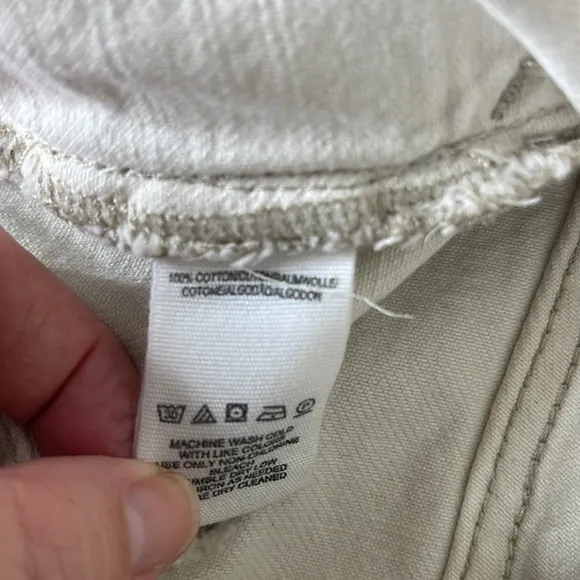 100% COTTON/COTON/BAUMWOLLE/
COTONE/ALGODÃO/ALGODON
MACHINE WASH COLD
WITH LIKE COLORS
USE ONLY NON-CHLORINE
BLEACH
TUMBLE DRY LOW
IRON AS NEEDED
BE DRY CLEANED